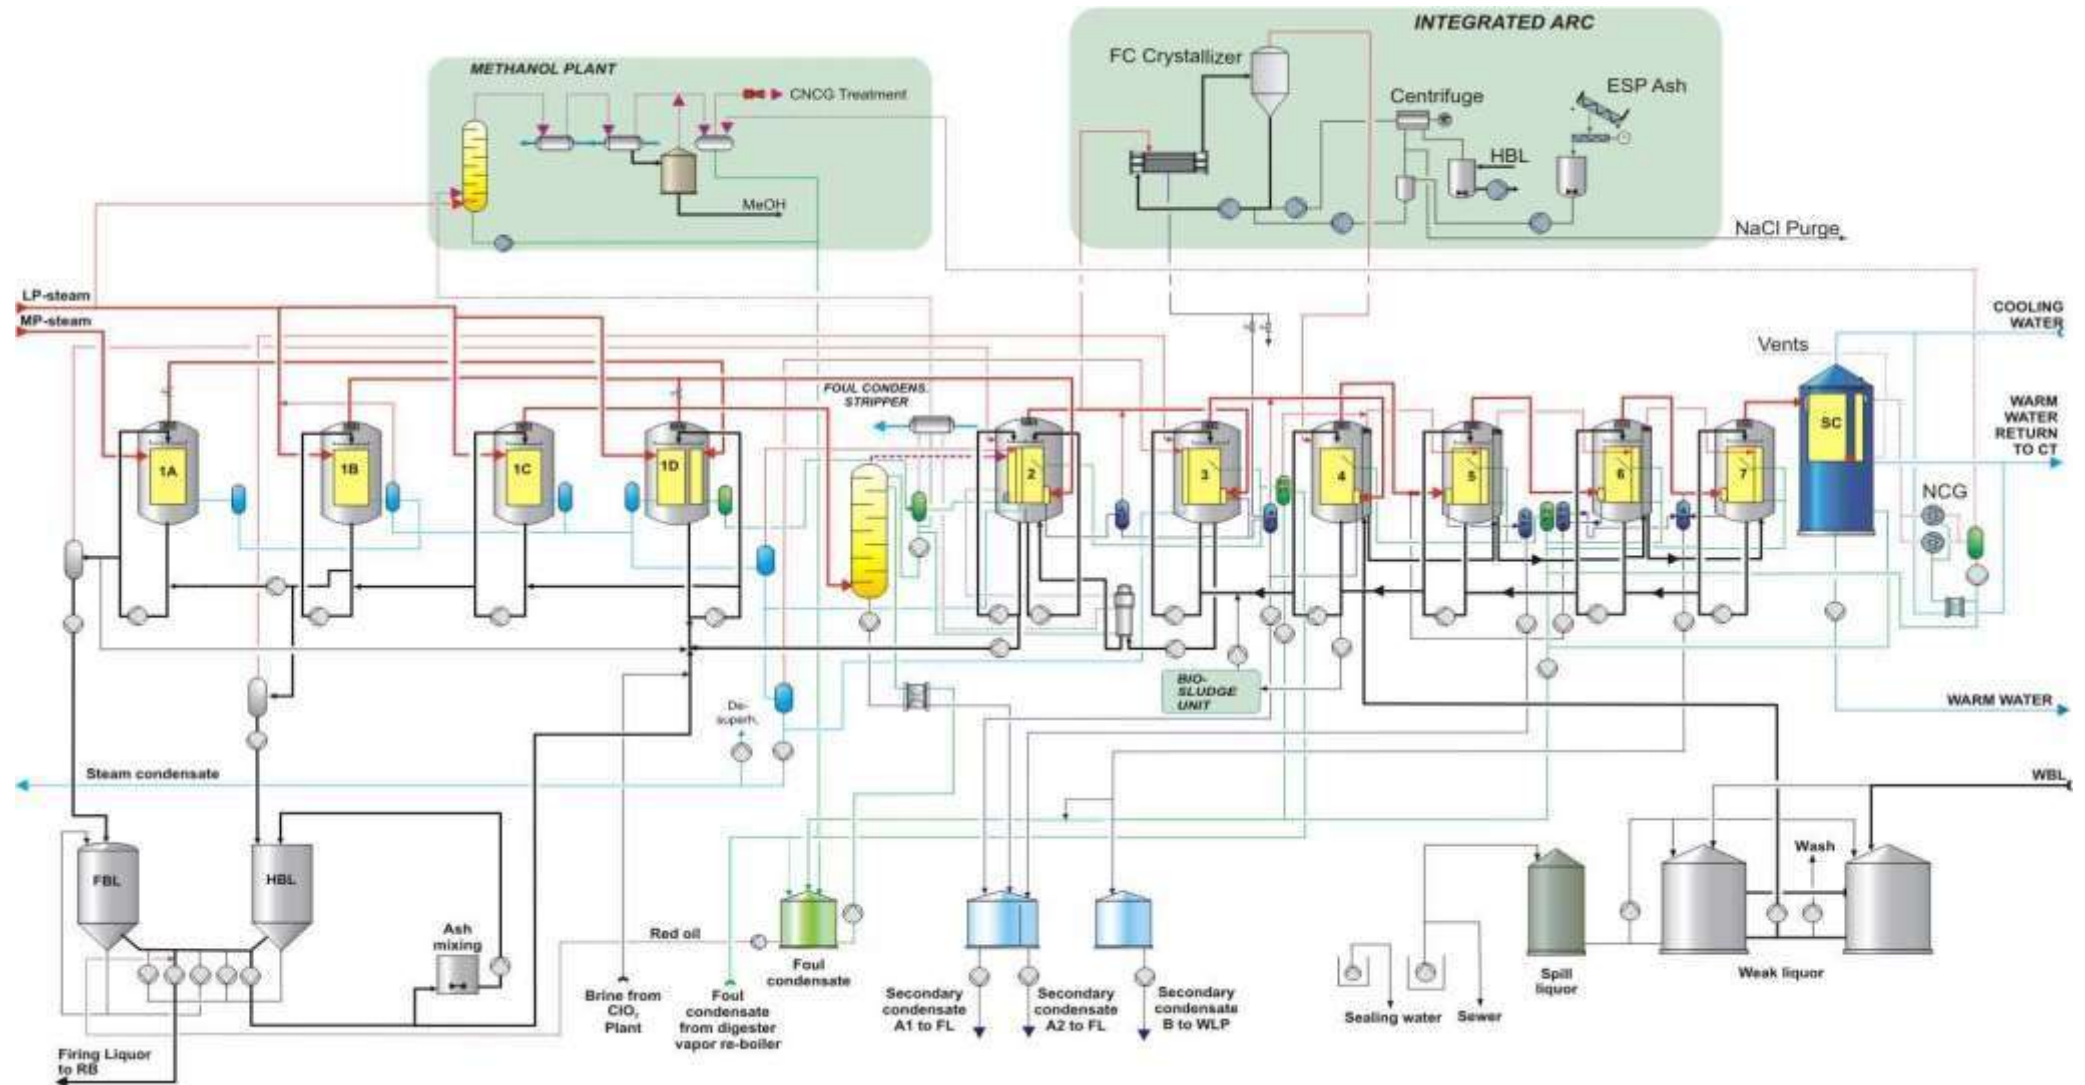 INTEGRATED ARC
METHANOL PLANT
FC Crystallizer
ESP Ash
Centrifuge
CNCG Treatment
HBL
MeOH
NaCl Purge
LP-steam
MP-steam
COOLING
WATER
Vents
FOUL CONDENS.
STRIPPER
WARM
WATER
RETURN
TO CT
1A
1B
1C
1D
2
3
4
5
6
7
SC
NCG
BIO-
SLUDGE
UNIT
De-
superh.
WARM WATER
Steam condensate
WBL
FBL
HBL
Wash
Ash
mixing
Red oil
Foul
condensate
Spill
liquor
Weak liquor
Brine from
ClO,
Plant
Foul
condensate
from digester
vapor re-boiler
Secondary
condensate
A1 to FL
Secondary
condensate
A2 to FL
Secondary
condensate
B to WLP
Sealing water
Sewer
Firing Liquor
to RB